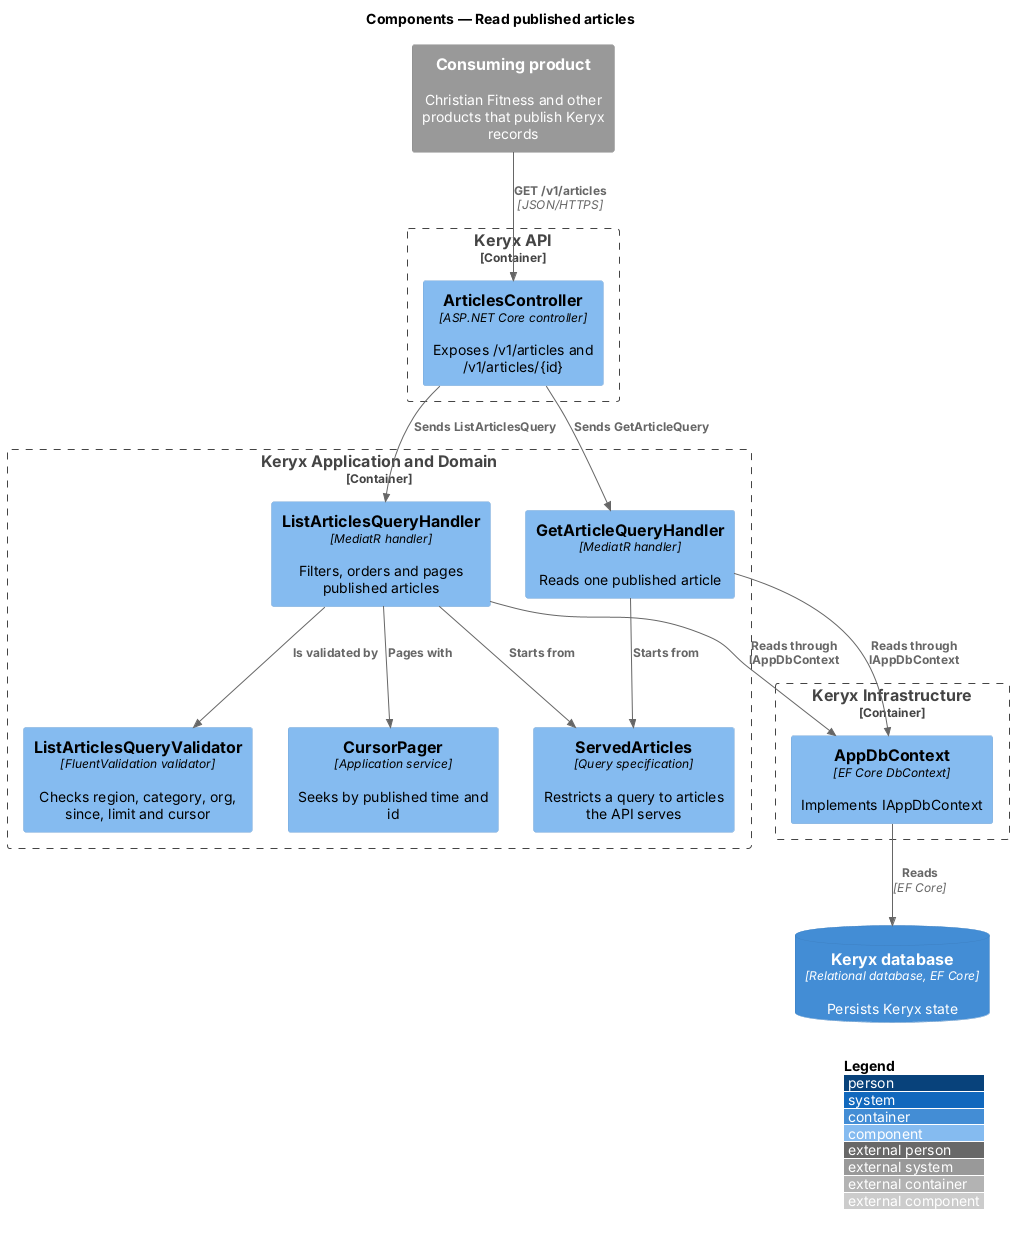 Components — Read published articles
Consuming product
Christian Fitness and other
products that publish Keryx
records
GET /v1/articles
[JSON/HTTPS]
Keryx API
[Container]
ArticlesController
[ASP.NET Core controller]
Exposes /v1/articles and
/v1/articles/{id}
Sends ListArticlesQuery
Sends GetArticleQuery
Keryx Application and Domain
[Container]
ListArticlesQueryHandler
[MediatR handler]
Filters, orders and pages
published articles
GetArticleQueryHandler
[MediatR handler]
Reads one published article
Is validated by
Pages with
Starts from
Starts from
Reads through
IAppDbContext
Reads through
IAppDbContext
ListArticlesQueryValidator
[FluentValidation validator]
Checks region, category, org,
since, limit and cursor
CursorPager
[Application service]
Seeks by published time and
id
ServedArticles
[Query specification]
Restricts a query to articles
the API serves
Keryx Infrastructure
[Container]
AppDbContext
[EF Core DbContext]
Implements IAppDbContext
Reads
[EF Core]
Keryx database
[Relational database, EF Core]
Persists Keryx state
Legend
person
system
container
component
external person
external system
external container
external component